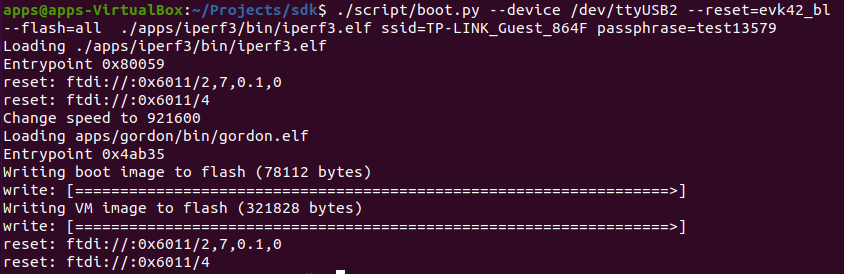 apps@apps-VirtualBox:~/Projects/sdk$ ./script/boot.py --device /dev/ttyUSB2 --reset=evk42_bl
--flash=all  ./apps/iperf3/bin/iperf3.elf ssid=TP-LINK_Guest_864F passphrase=test13579
Loading ./apps/iperf3/bin/iperf3.elf
Entrypoint 0x80059
reset: ftdi://:0x6011/2,7,0.1,0
reset: ftdi://:0x6011/4
Change speed to 921600
Loading apps/gordon/bin/gordon.elf
Entrypoint 0x4ab35
Writing boot image to flash (78112 bytes)
write: [==================================================================>]
Writing VM image to flash (321828 bytes)
write: [==================================================================>]
reset: ftdi://:0x6011/2,7,0.1,0
reset: ftdi://:0x6011/4